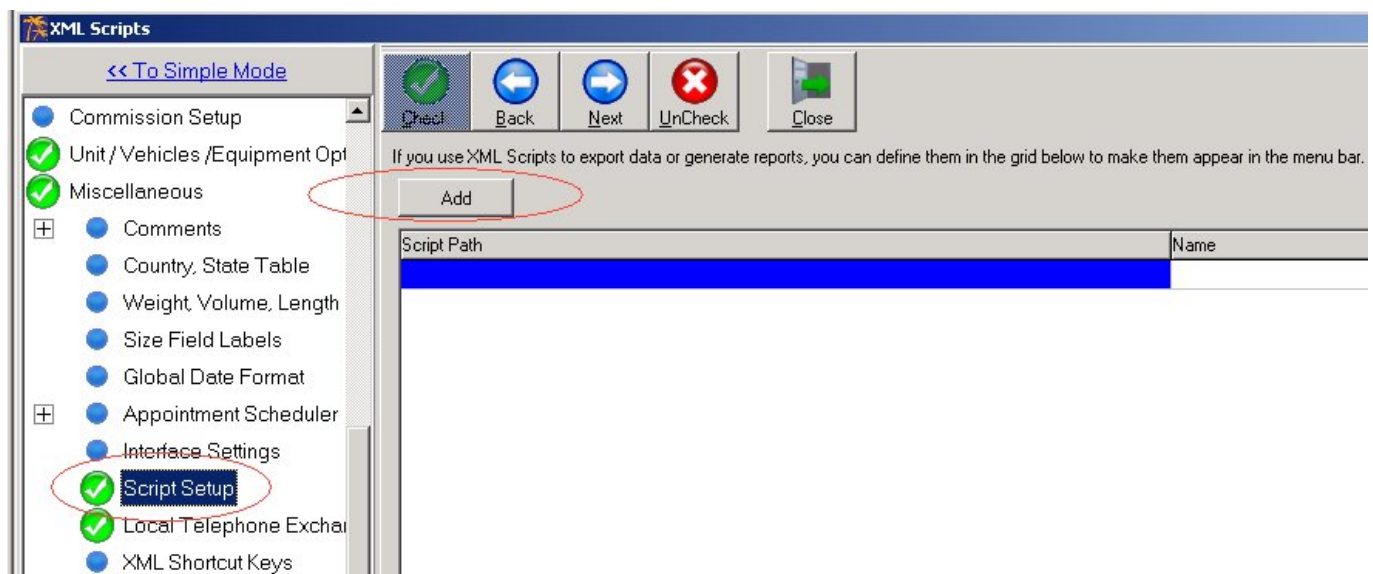 XML Scripts
<< To Simple Mode
Commission Setup
Unit / Vehicles /Equipment Opt
Miscellaneous
Comments
Country, State Table
Weight, Volume, Length
Size Field Labels
Global Date Format
Appointment Scheduler
Interface Settings
Script Setup
Local Telephone Exchar
XML Shortcut Keys
Check Back Next UnCheck Close
If you use XML Scripts to export data or generate reports, you can define them in the grid below to make them appear in the menu bar.
Add
Script Path Name